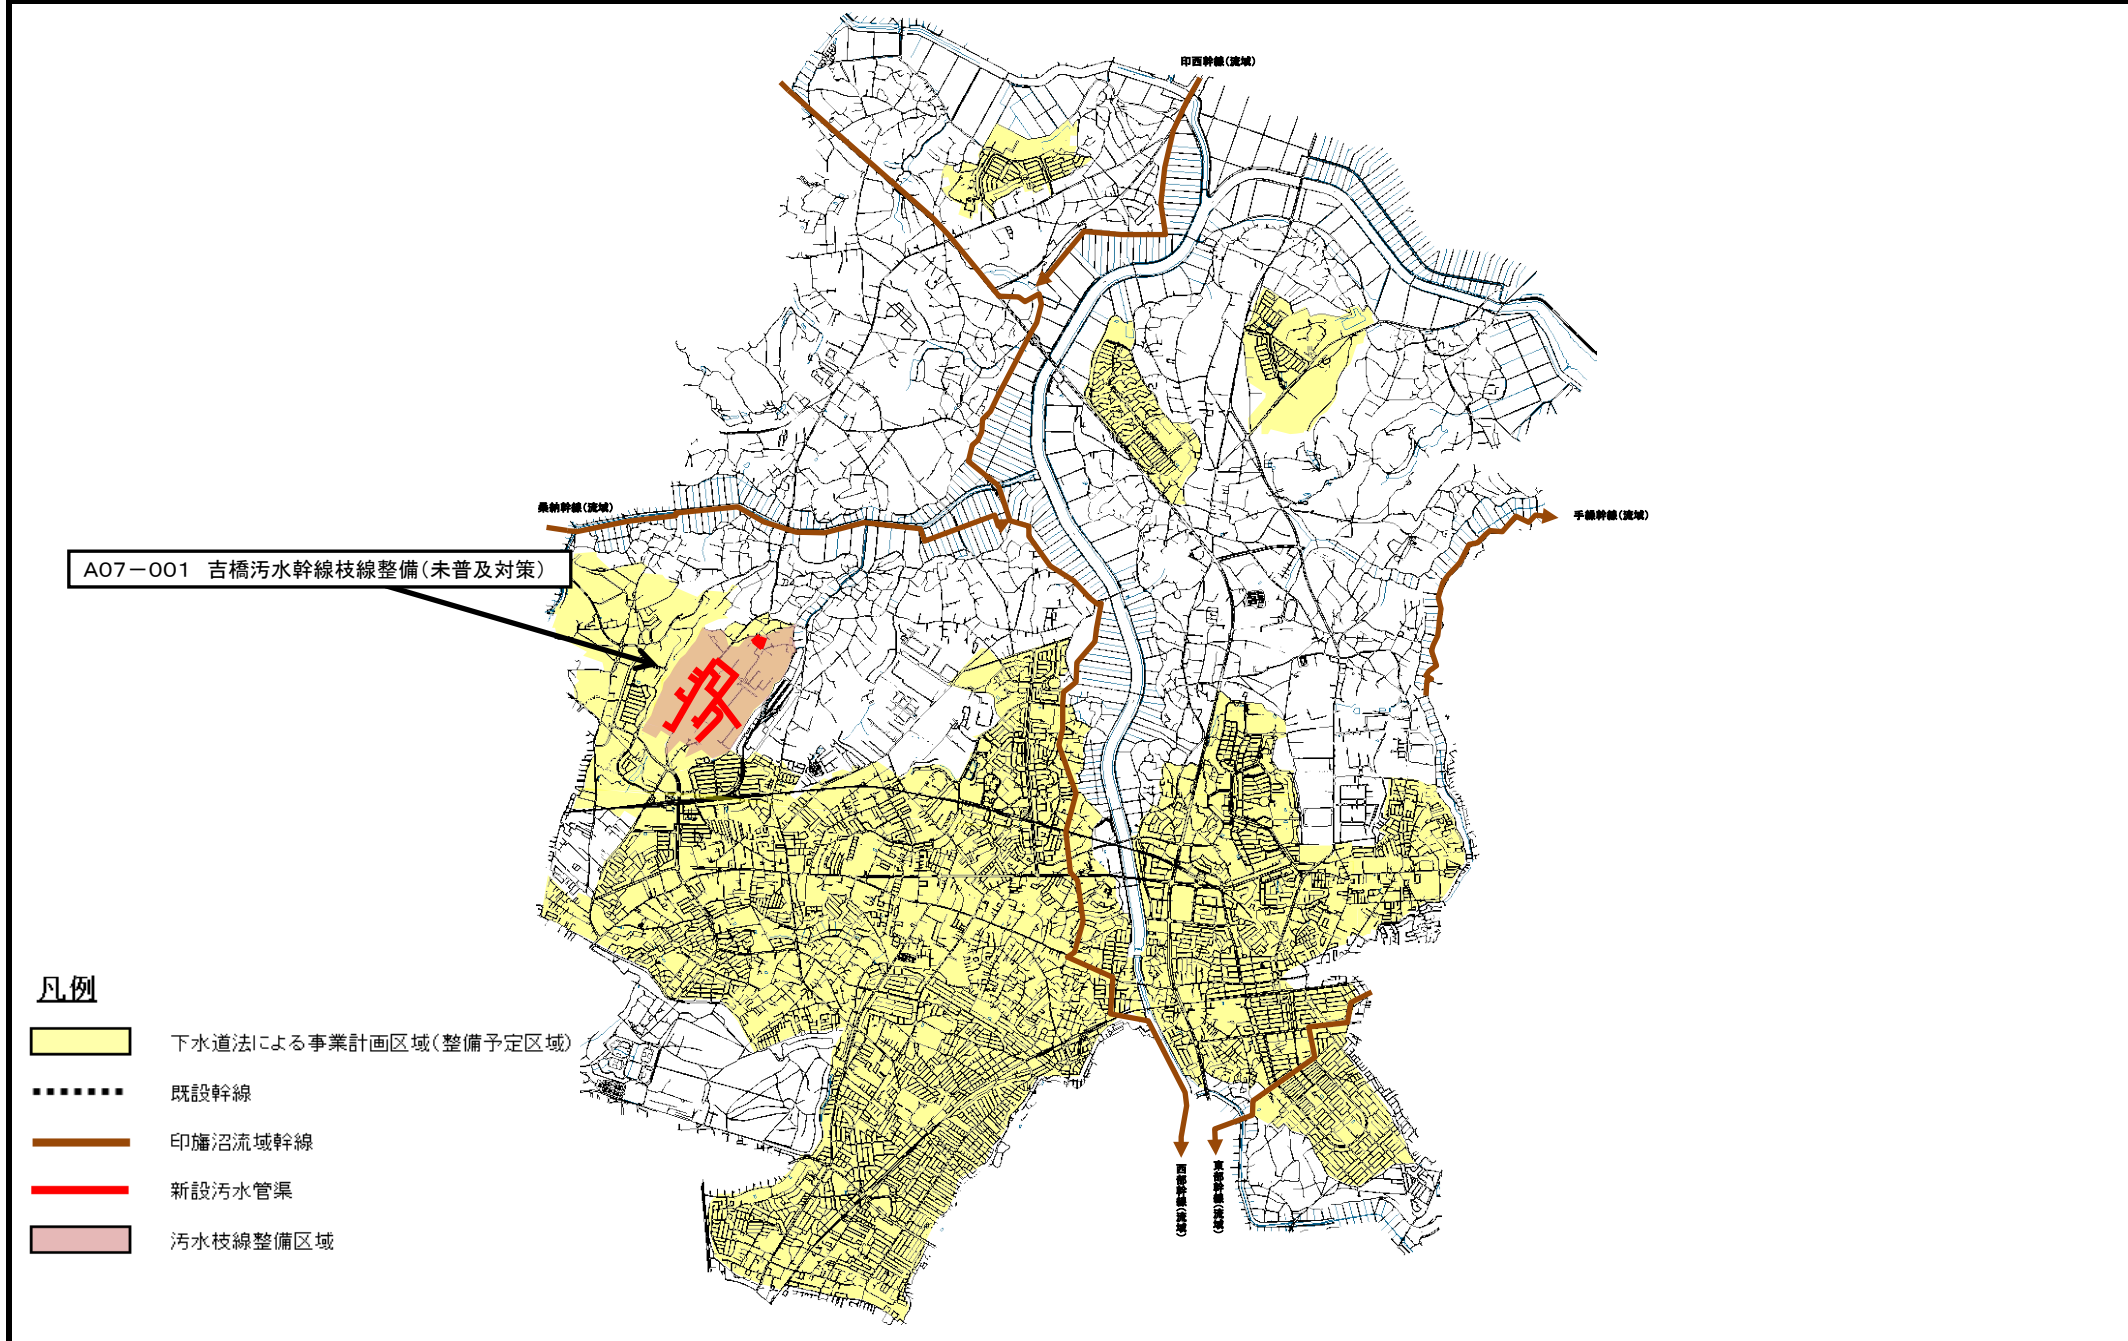 印西幹線(流域)
桑納幹線(流域)
手繰幹線(流域)
A07－001　吉橋汚水幹線枝線整備(未普及対策)
凡例
下水道法による事業計画区域(整備予定区域)
既設幹線
印旛沼流域幹線
新設汚水管渠
汚水枝線整備区域
西部幹線(流域)
東部幹線(流域)